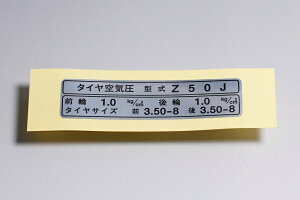 タイヤ空気圧 型式 Z50J
前輪 1.0 kg/cm² 後輪 1.0 kg/cm²
タイヤサイズ 前 3.50-8 後 3.50-8